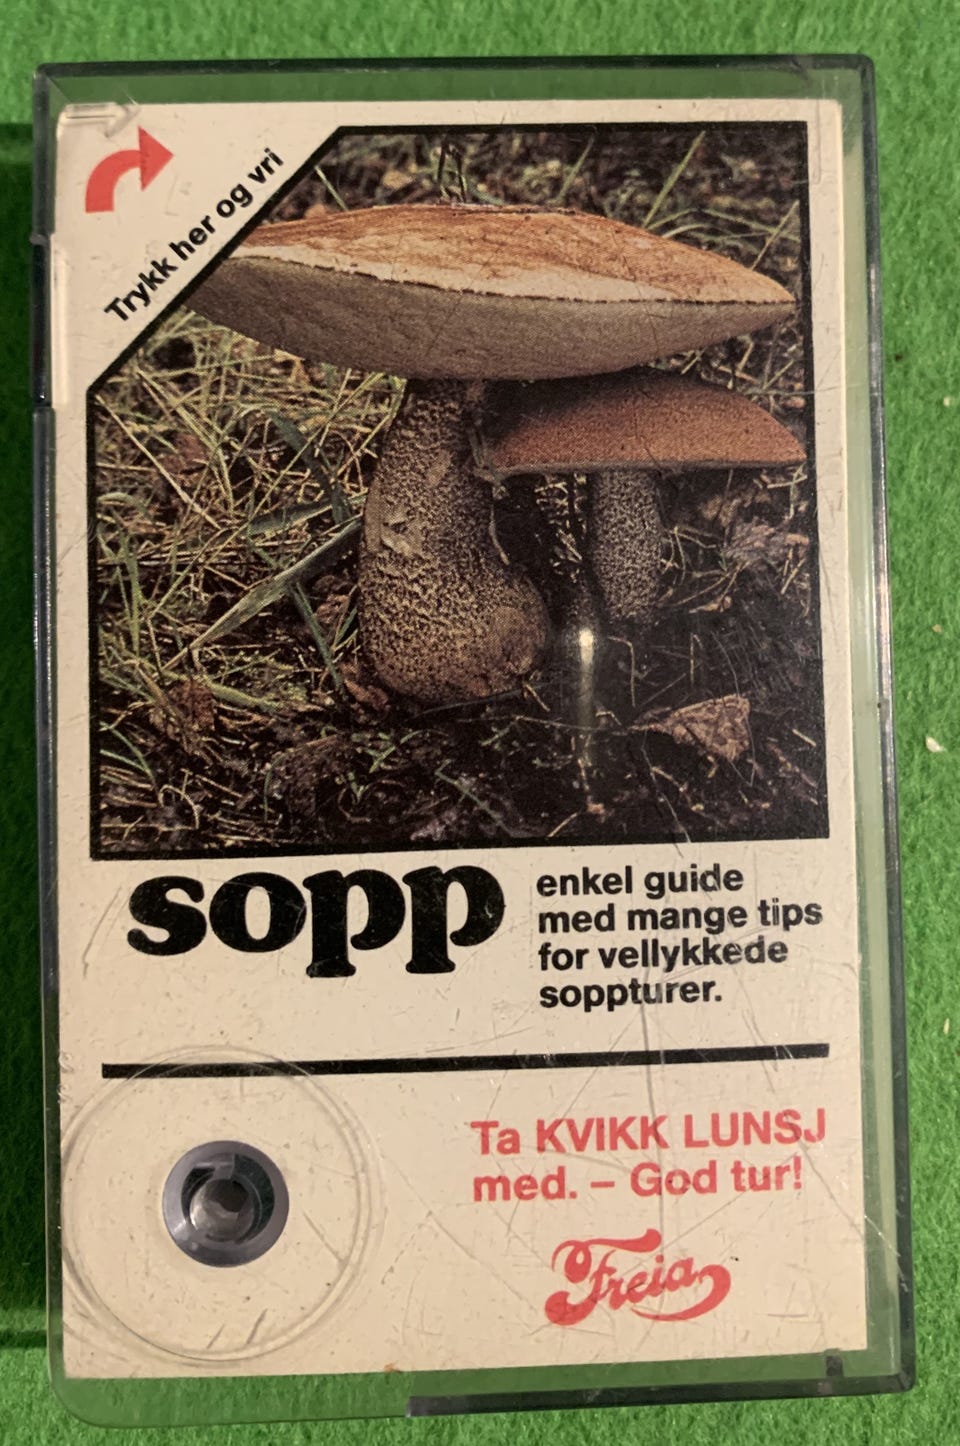 Trykk her og vri
sopp
enkel guide
med mange tips
for vellykkede
soppturer.
Ta KVIKK LUNSJ
med. – God tur!
Freia